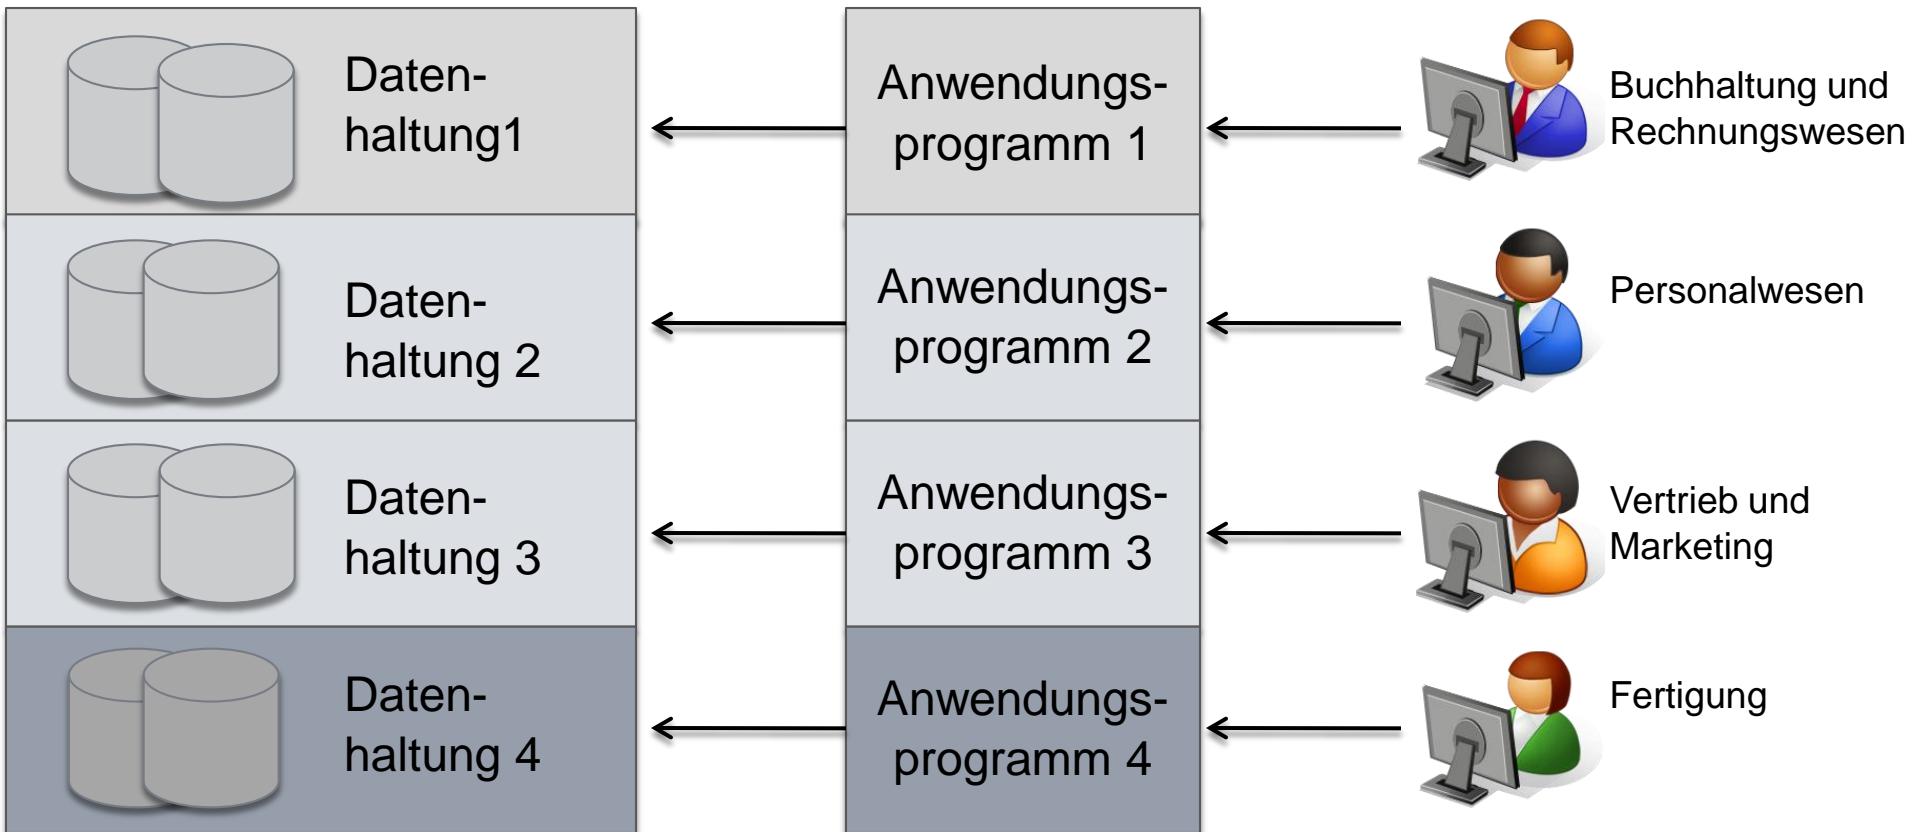 Daten-
haltung1
Anwendungs-
programm 1
Buchhaltung und
Rechnungswesen
Daten-
haltung 2
Anwendungs-
programm 2
Personalwesen
Daten-
haltung 3
Anwendungs-
programm 3
Vertrieb und
Marketing
Daten-
haltung 4
Anwendungs-
programm 4
Fertigung